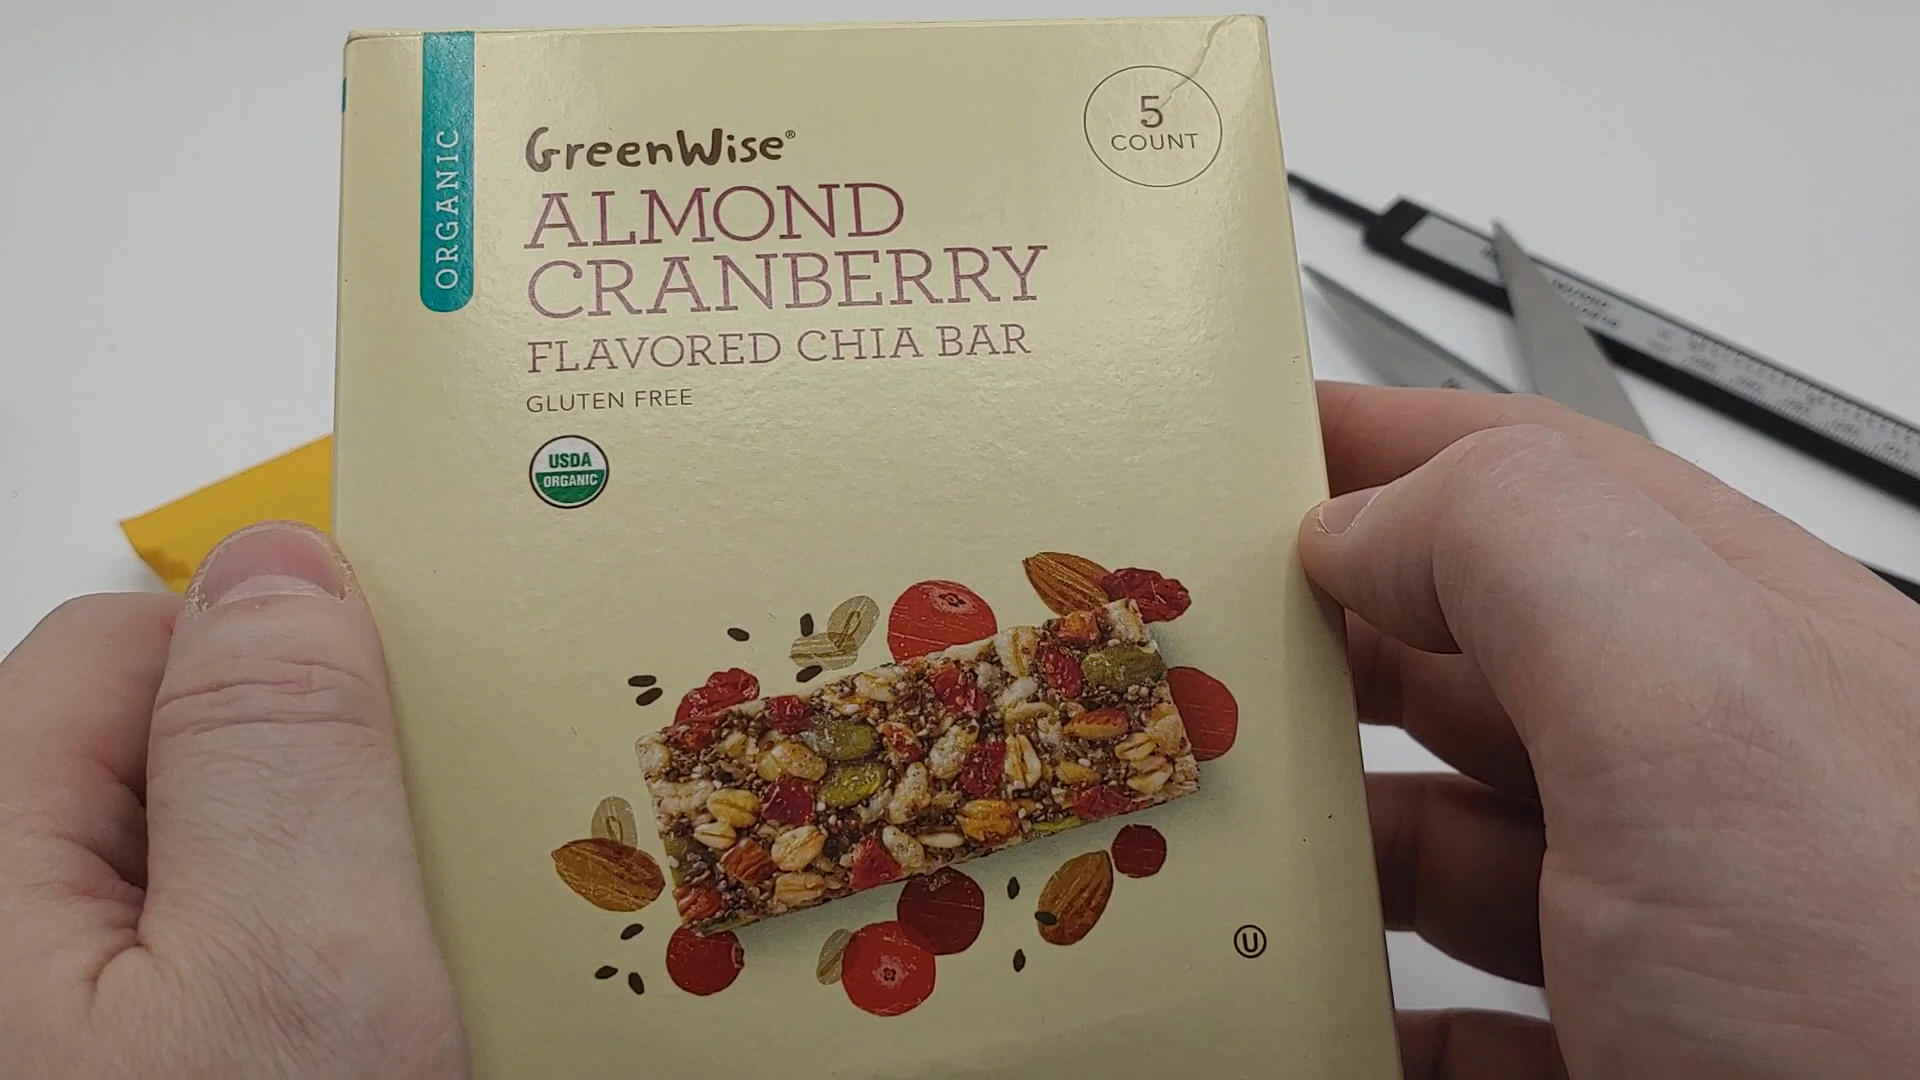 ORGANIC
GreenWise®
5
COUNT
ALMOND
CRANBERRY
FLAVORED CHIA BAR
GLUTEN FREE
USDA
ORGANIC
U